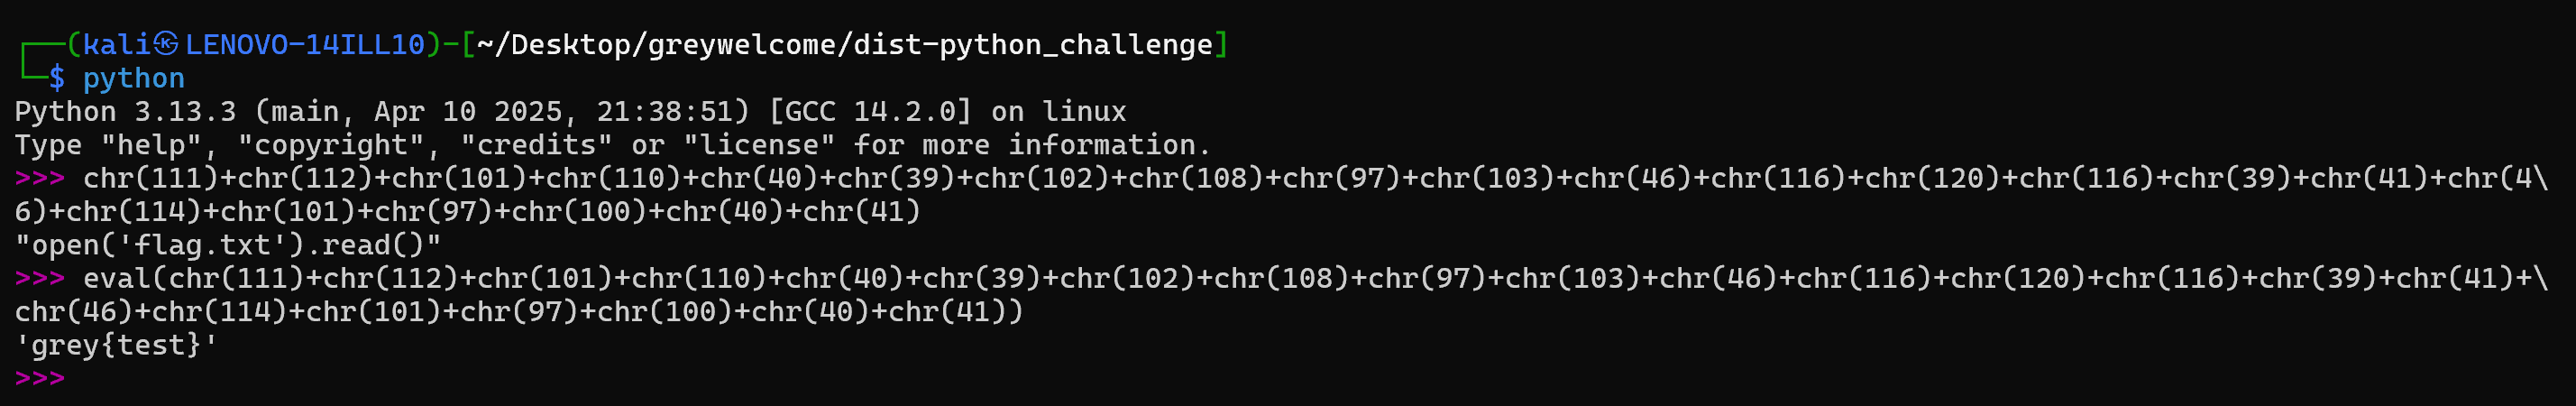 ┌──(kali㉿LENOVO-14ILL10)-[~/Desktop/greywelcome/dist-python_challenge]
└─$ python
Python 3.13.3 (main, Apr 10 2025, 21:38:51) [GCC 14.2.0] on linux
Type "help", "copyright", "credits" or "license" for more information.
>>> chr(111)+chr(112)+chr(101)+chr(110)+chr(40)+chr(39)+chr(102)+chr(108)+chr(97)+chr(103)+chr(46)+chr(116)+chr(120)+chr(116)+chr(39)+chr(41)+chr(4\
6)+chr(114)+chr(101)+chr(97)+chr(100)+chr(40)+chr(41)
"open('flag.txt').read()"
>>> eval(chr(111)+chr(112)+chr(101)+chr(110)+chr(40)+chr(39)+chr(102)+chr(108)+chr(97)+chr(103)+chr(46)+chr(116)+chr(120)+chr(116)+chr(39)+chr(41)+\
chr(46)+chr(114)+chr(101)+chr(97)+chr(100)+chr(40)+chr(41))
'grey{test}'
>>>